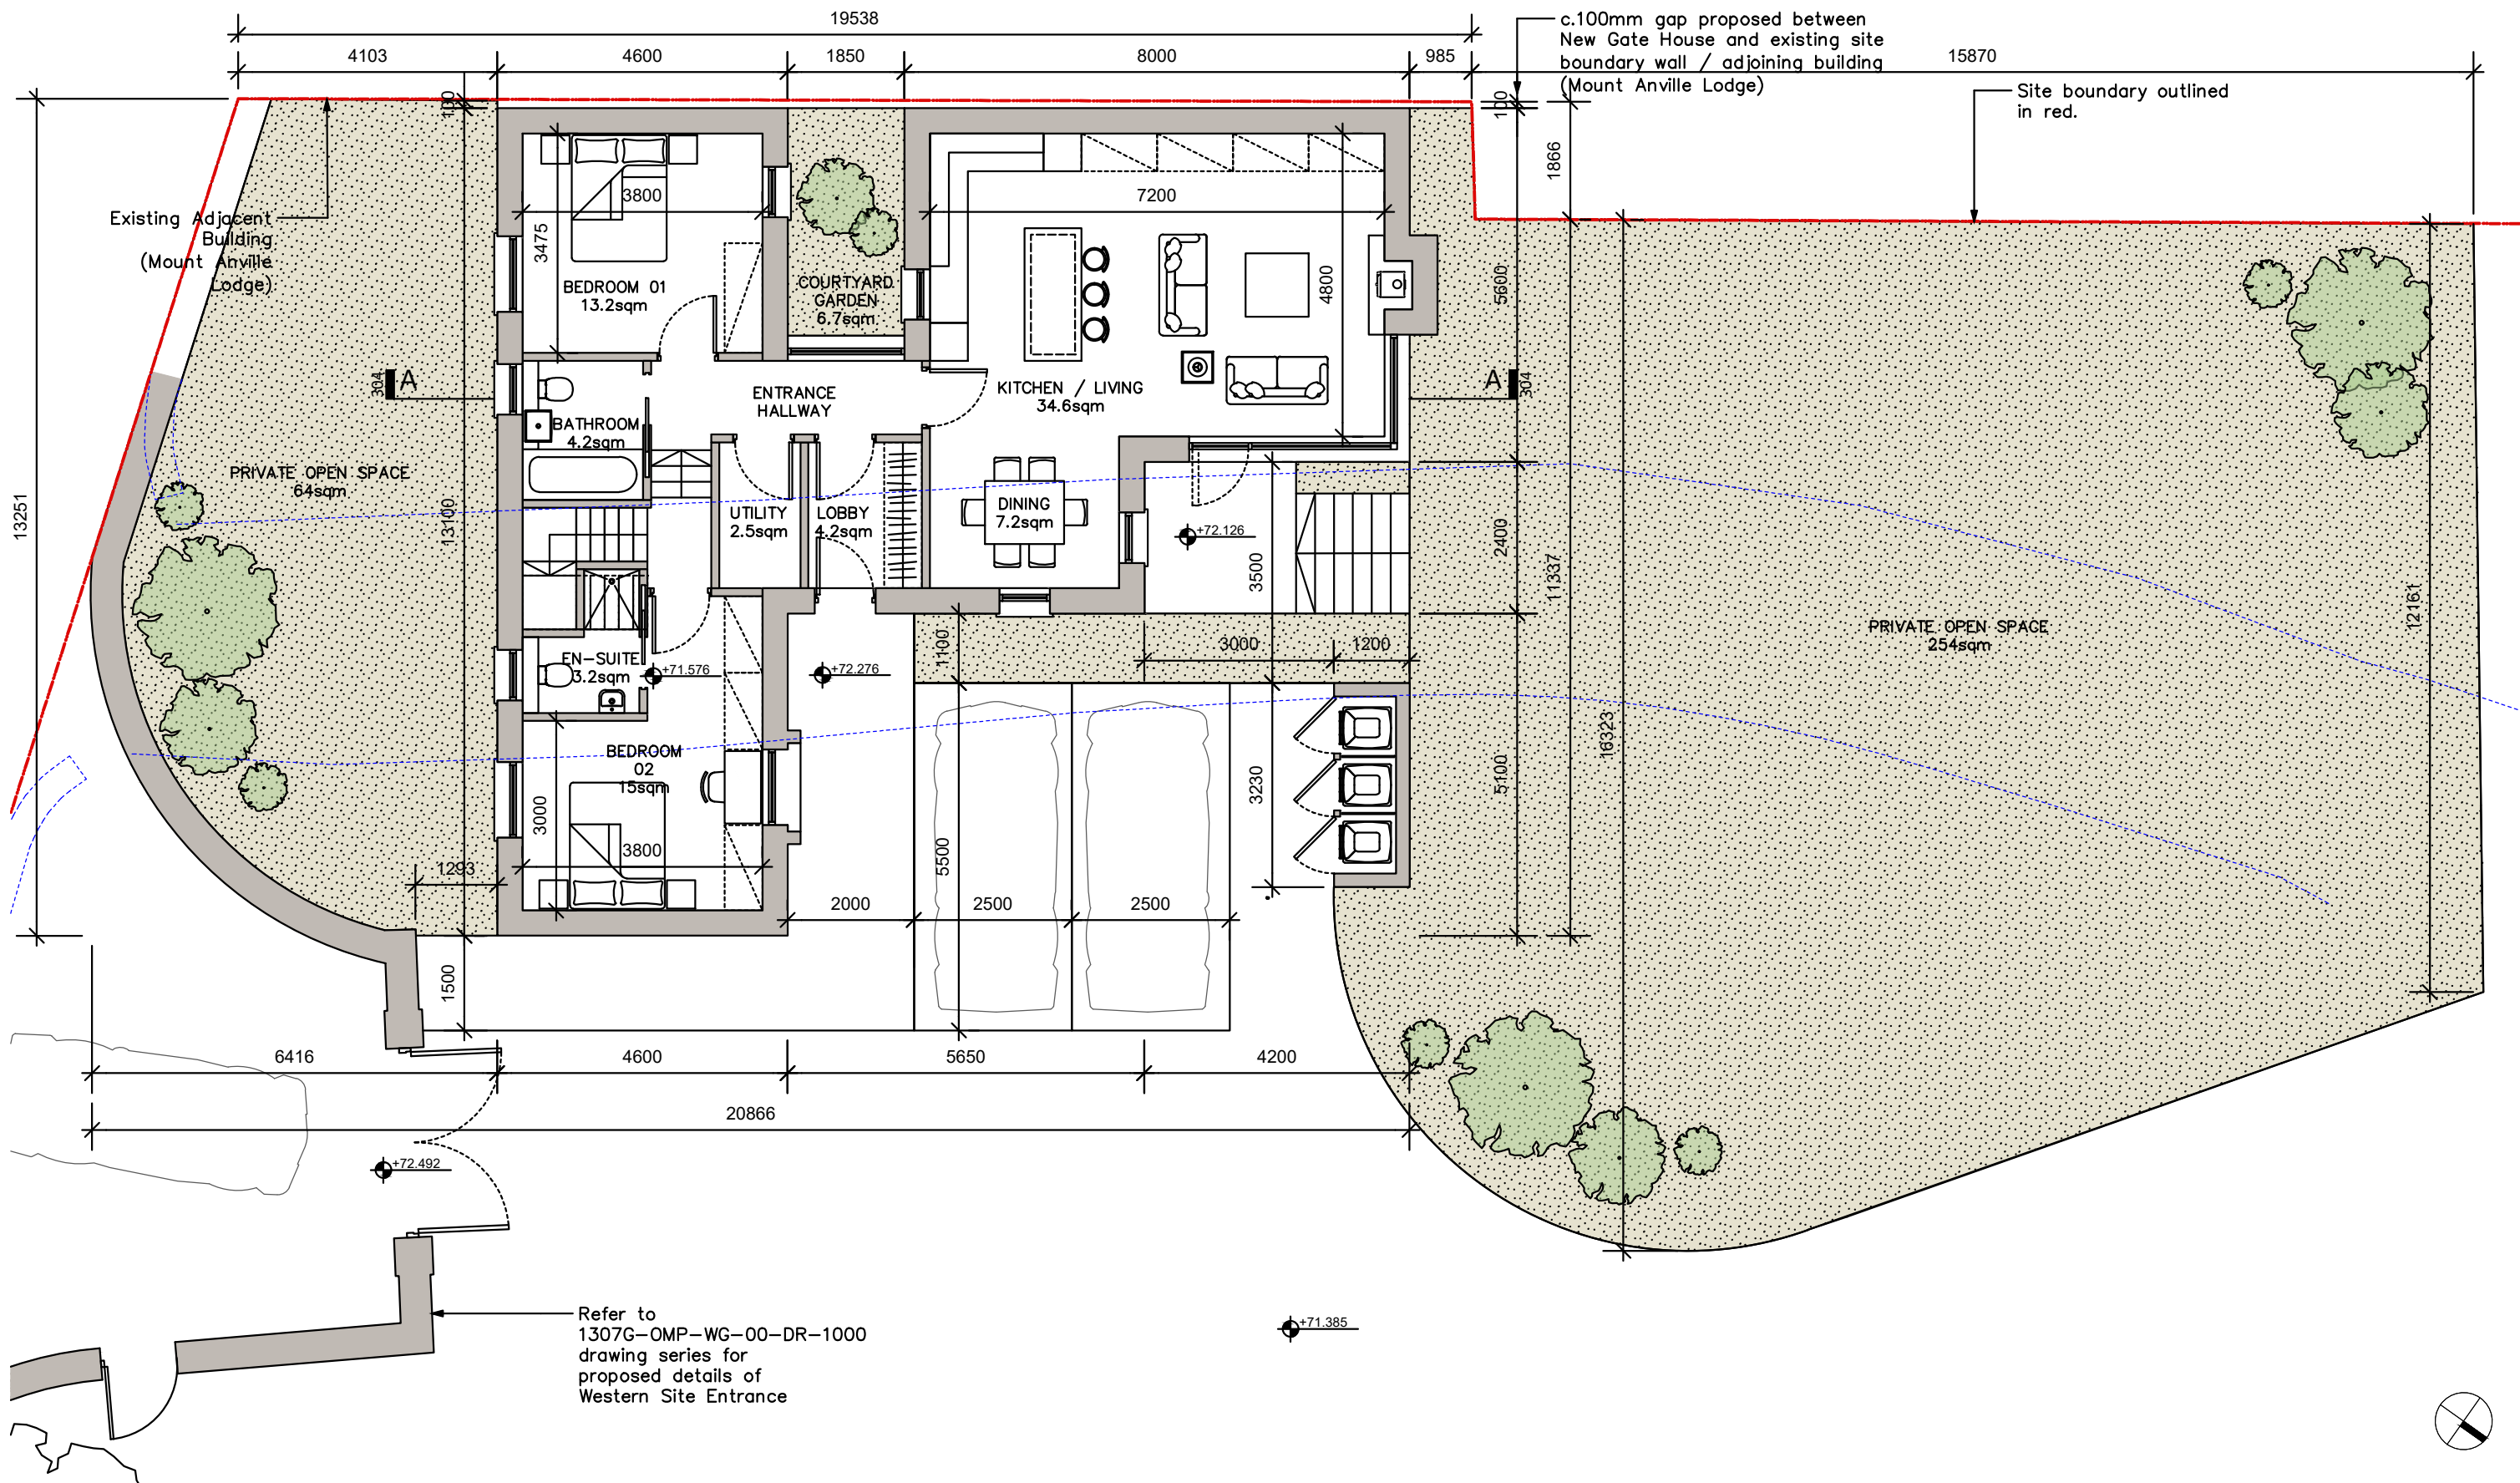 19538
4103
4600
1850
8000
985
15870
c.100mm gap proposed between
New Gate House and existing site
boundary wall / adjoining building
(Mount Anville Lodge)
Site boundary outlined
in red.
100
100
1866
Existing Adjacent
Building
(Mount Anville
Lodge)
3800
3475
BEDROOM 01
13.2sqm
COURTYARD
GARDEN
6.7sqm
7200
4800
5600
A
304
A
304
ENTRANCE
HALLWAY
KITCHEN / LIVING
34.6sqm
BATHROOM
4.2sqm
PRIVATE OPEN SPACE
64sqm
13251
13100
UTILITY
2.5sqm
LOBBY
4.2sqm
DINING
7.2sqm
+72.126
3500
2400
11337
12161
PRIVATE OPEN SPACE
254sqm
EN-SUITE
3.2sqm
+71.576
+72.276
1100
3000
1200
16323
BEDROOM
02
15sqm
3000
3800
1293
5500
3230
5100
2000
2500
2500
1500
6416
4600
5650
4200
20866
+72.492
Refer to
1307G-OMP-WG-00-DR-1000
drawing series for
proposed details of
Western Site Entrance
+71.385